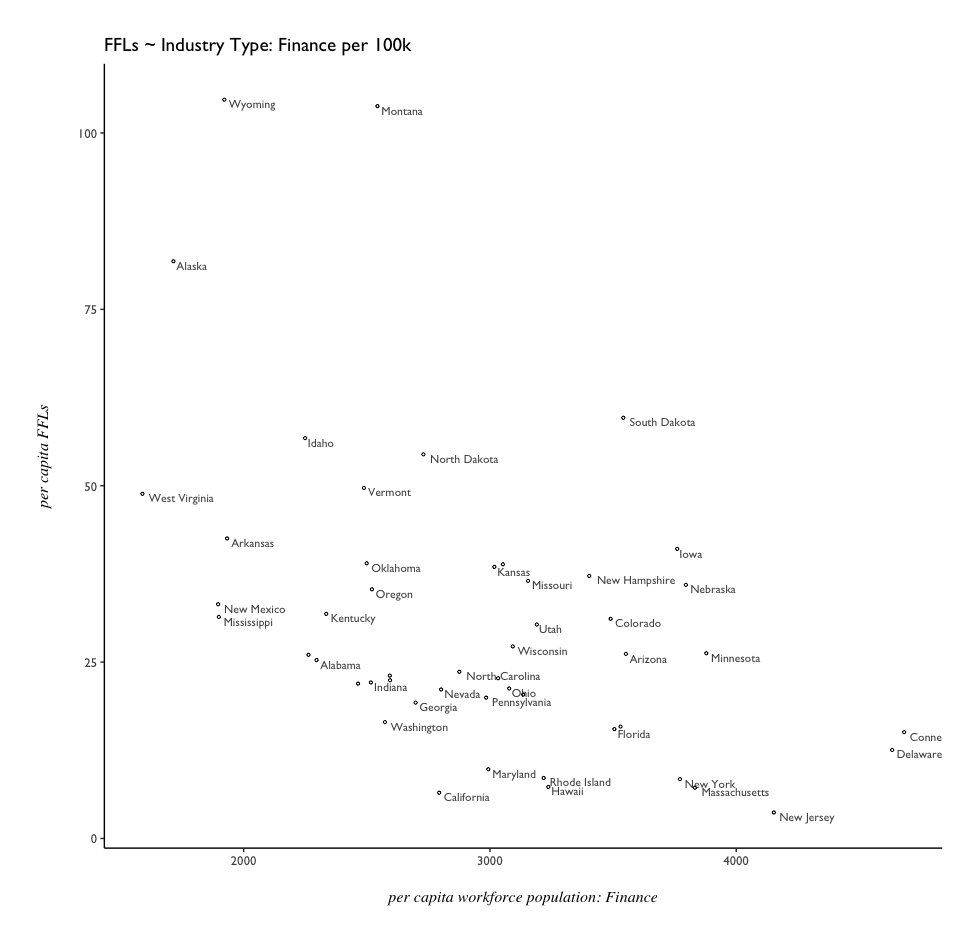 FFLs ~ Industry Type: Finance per 100k
Wyoming
Montana
100
Alaska
75
South Dakota
Idaho
North Dakota
50
Vermont
West Virginia
Arkansas
Iowa
Oklahoma
Kansas
New Hampshire
Missouri
Nebraska
Oregon
New Mexico
Kentucky
Mississippi
Colorado
Utah
Wisconsin
Arizona
Minnesota
25
Alabama
North Carolina
Indiana
Nevada
Ohio
Pennsylvania
Georgia
Washington
Florida
Conne
Delaware
Maryland
Rhode Island
Hawaii
New York
Massachusetts
California
New Jersey
0
2000
3000
4000
per capita FFLs
per capita workforce population: Finance